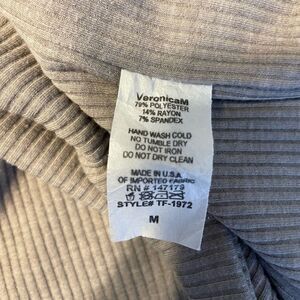 VeronicaM
79% POLYESTER
14% RAYON
7% SPANDEX
HAND WASH COLD
NO TUMBLE DRY
DO NOT IRON
DO NOT DRY CLEAN
MADE IN U.S.A
OF IMPORTED FABRIC
RN # 147179
STYLE# TF-1972
M